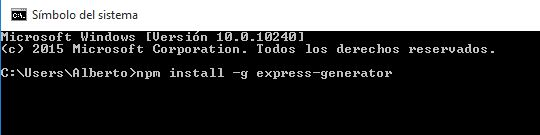 Símbolo del sistema
Microsoft Windows [Versión 10.0.10240]
(c) 2015 Microsoft Corporation. Todos los derechos reservados.
C:\Users\Alberto>npm install -g express-generator